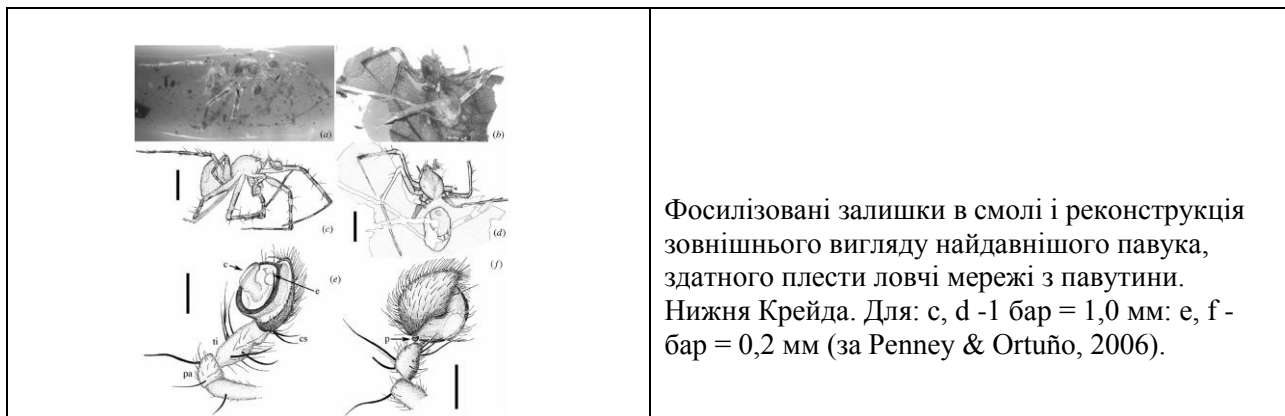 (a)
(b)
(c)
(d)
(e)
(f)
c
e
ti
cs
pa
p
Фосилізовані залишки в смолі і реконструкція
зовнішнього вигляду найдавнішого павука,
здатного плести ловчі мережі з павутини.
Нижня Крейда. Для: c, d -1 бар = 1,0 мм: e, f -
бар = 0,2 мм (за Penney & Ortuño, 2006).